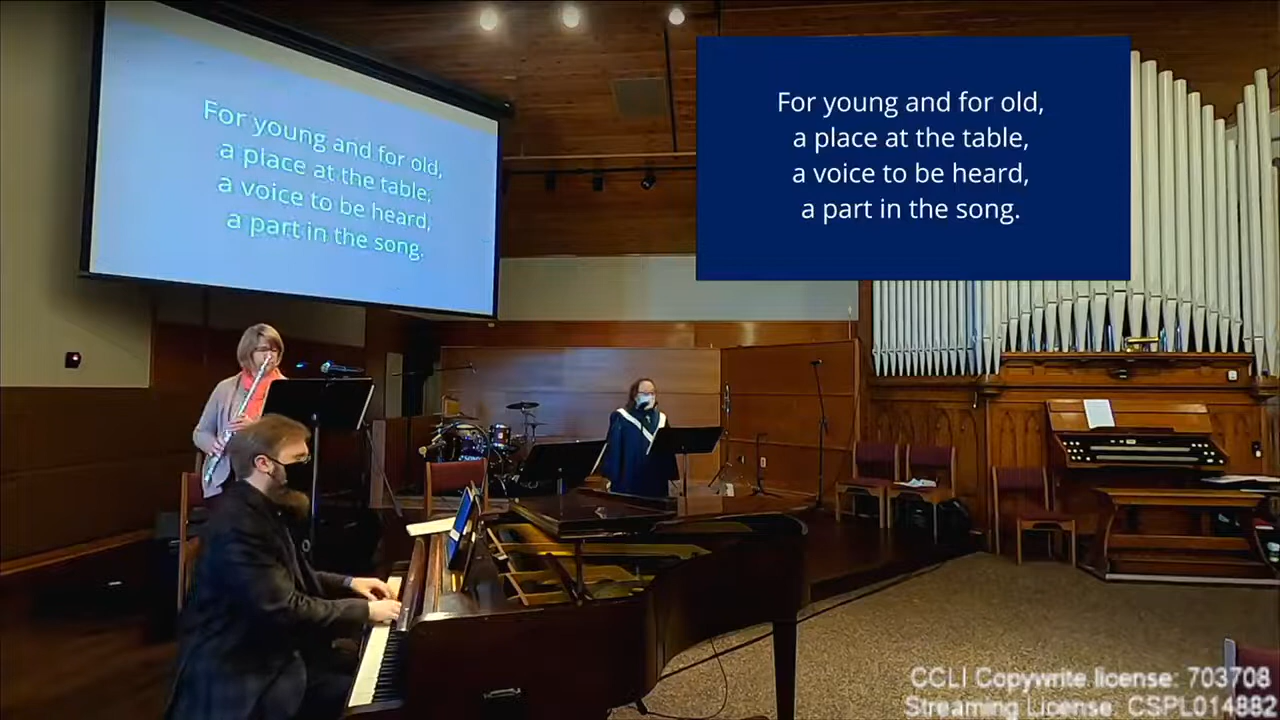 For young and for old,
a place at the table,
a voice to be heard,
a part in the song.
For young and for old,
a place at the table,
a voice to be heard,
a part in the song.
CCLI Copywrite license: 703708
Streaming License: CSPL014882